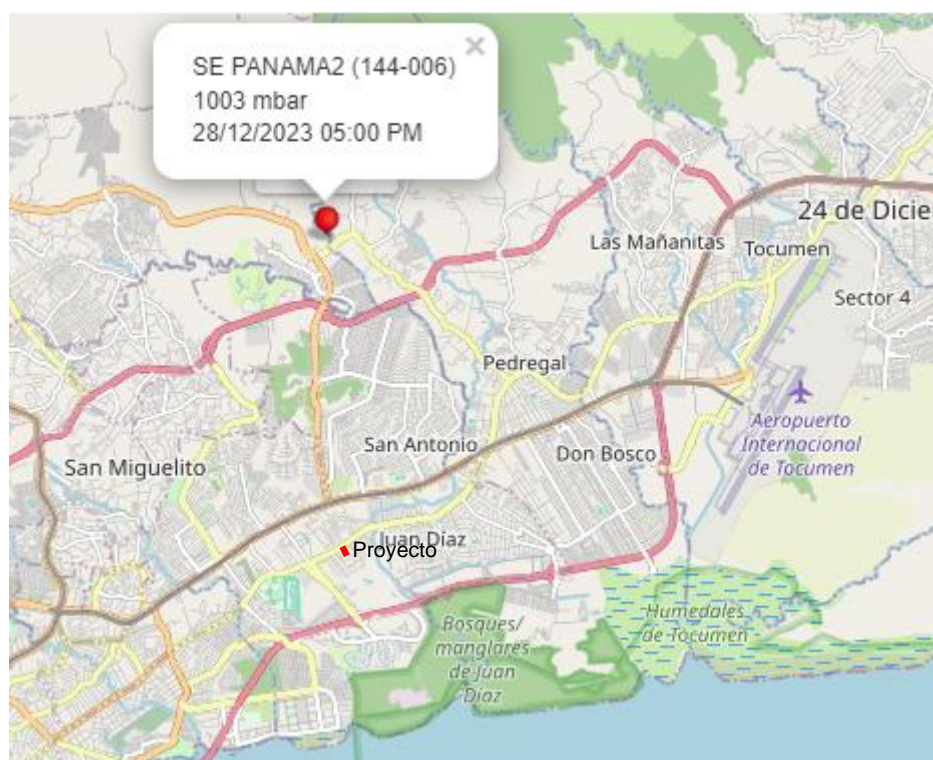 SE PANAMA2 (144-006)
×
1003 mbar
28/12/2023 05:00 PM
24 de Dicie
Las Mañanitas
Tocumen
Sector 4
Pedregal
Aeropuerto
Internacional
de Tocumen
San Antonio
Don Bosco
San Miguelito
Juan Díaz
Proyecto
Bosques/
manglares
de Juan
Díaz
Humedales
de Tocumen